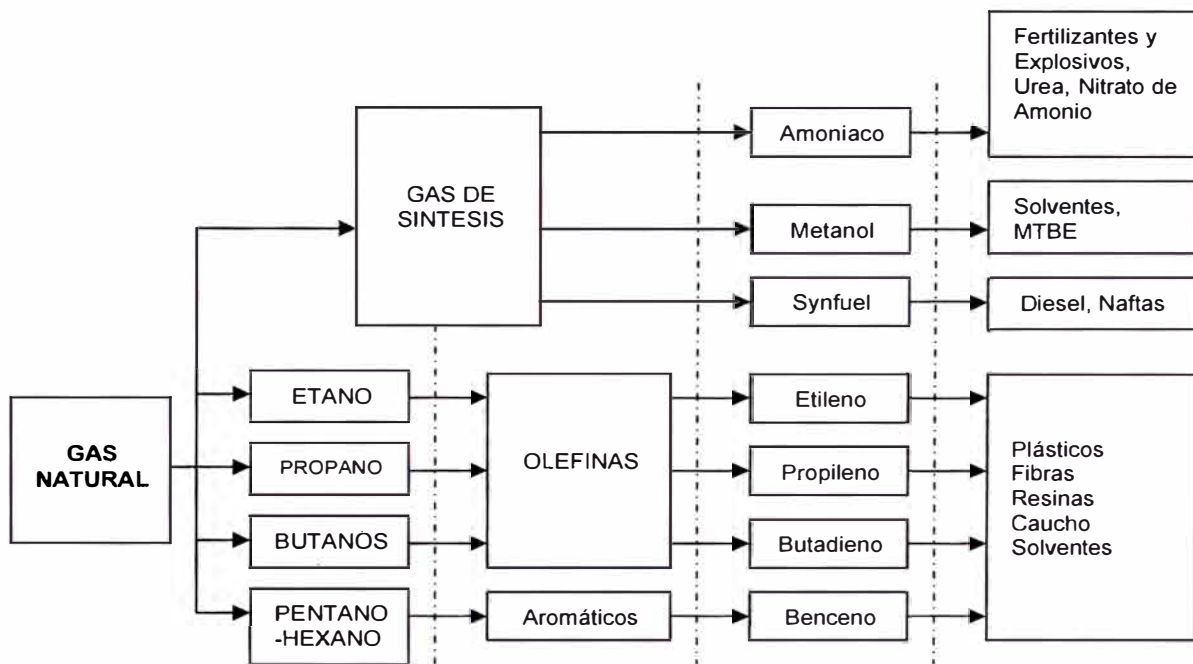 Fertilizantes y
Explosivos,
Urea, Nitrato de
Amonio
Amoniaco
GAS DE
SINTESIS
Metanol
Solventes,
MTBE
Synfuel
Diesel, Naftas
GAS
NATURAL
ETANO
PROPANO
BUTANOS
PENTANO
-HEXANO
OLEFINAS
Aromáticos
Etileno
Propileno
Butadieno
Benceno
Plásticos
Fibras
Resinas
Caucho
Solventes